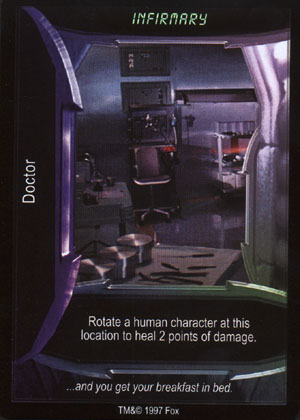 INFIRMARY
Doctor
Rotate a human character at this
location to heal 2 points of damage.
...and you get your breakfast in bed.
TM&© 1997 Fox